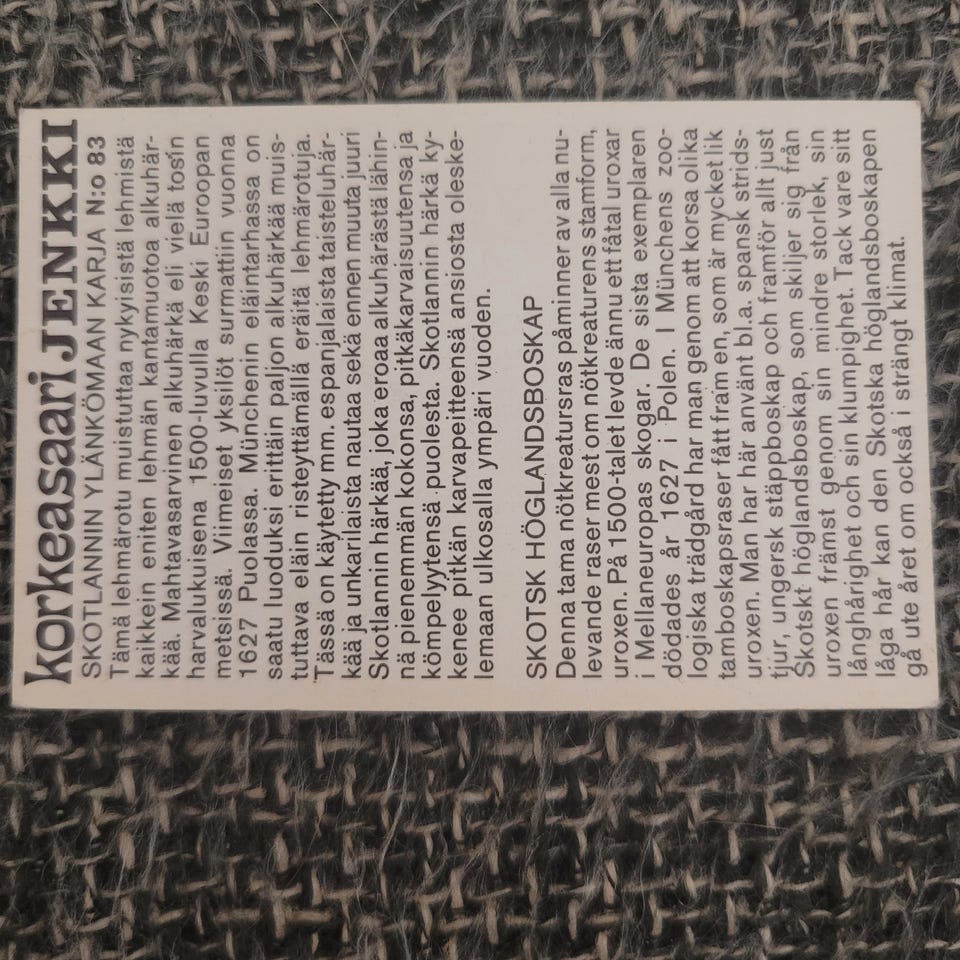 korkeasaari JENKKI
SKOTLANNIN YLÄNKÖMAAN KARJA N:o 83
Tämä lehmärotu muistuttaa nykyisistä lehmistä
kaikkein eniten lehmän kantamuotoa alkuhär-
kää. Mahtavasarvinen alkuhärkä eli vielä tos'in
harvalukuisena 1500-luvulla Keski Euroopan
metsissä. Viimeiset yksilöt surmattiin vuonna
1627 Puolassa. Münchenin eläintarhassa on
saatu luoduksi erittäin paljon alkuhärkää muis-
tuttava eläin risteyttämällä eräitä lehmärotuja.
Tässä on käytetty mm. espanjalaista taisteluhär-
kää ja unkarilaista nautaa sekä ennen muuta juuri
Skotlannin härkää, joka eroaa alkuhärästä lähin-
nä pienemmän kokonsa, pitkäkarvaisuutensa ja
kömpelyytensä puolesta. Skotlannin härkä ky-
kenee pitkän karvapeitteensä ansiosta oleske-
lemaan ulkosalla ympäri vuoden.
SKOTSK HÖGLANDSBOSKAP
Denna tama nötkreatursras påminner av alla nu-
levande raser mest om nötkreaturens stamform,
uroxen. På 1500-talet levde ännu ett fåtal uroxar
i Mellaneuropas skogar. De sista exemplaren
dödades år 1627 i Polen. I Münchens zoo-
logiska trädgård har man genom att korsa olika
tamboskapsraser fått fram en, som är mycket lik
uroxen. Man har här använt bl.a. spansk strids-
tjur, ungersk stäppboskap och framför allt just
Skotskt höglandsboskap, som skiljer sig från
uroxen främst genom sin mindre storlek, sin
långhårighet och sin klumpighet. Tack vare sitt
låga hår kan den Skotska höglandsboskapen
gå ute året om också i strängt klimat.